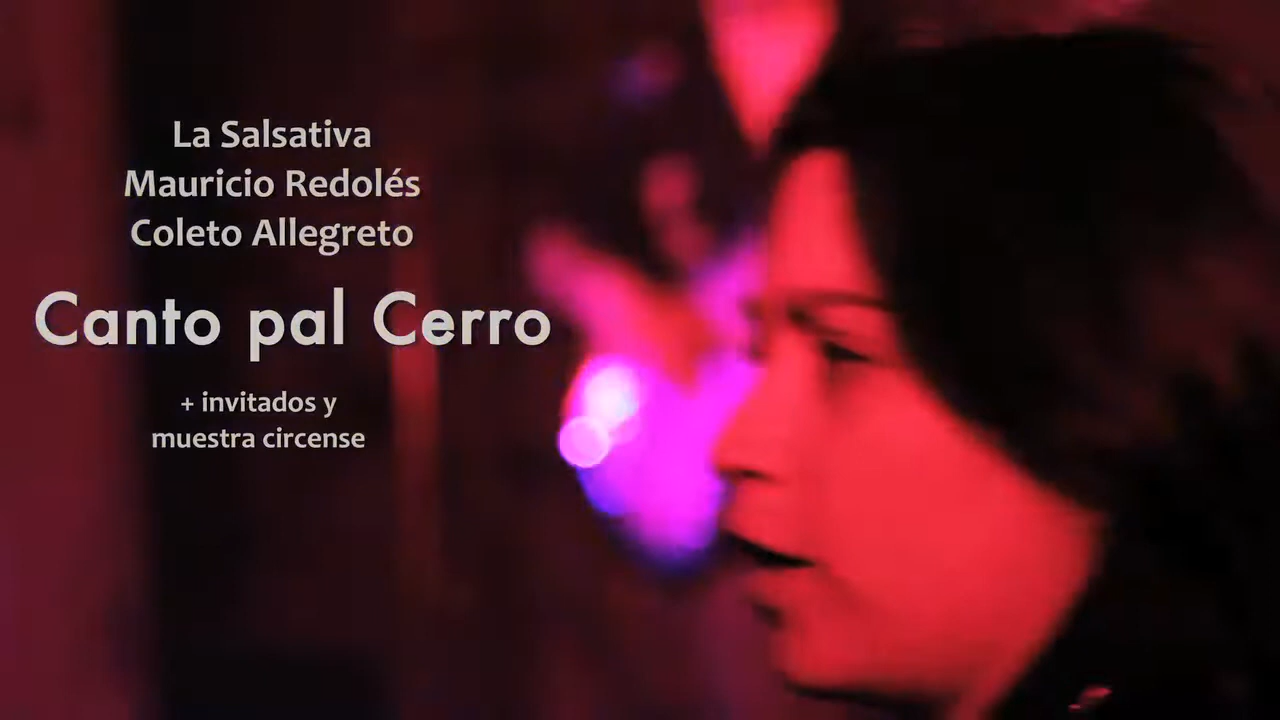 La Salsativa
Mauricio Redolés
Coleto Allegreto
Canto pal Cerro
+ invitados y
muestra circense